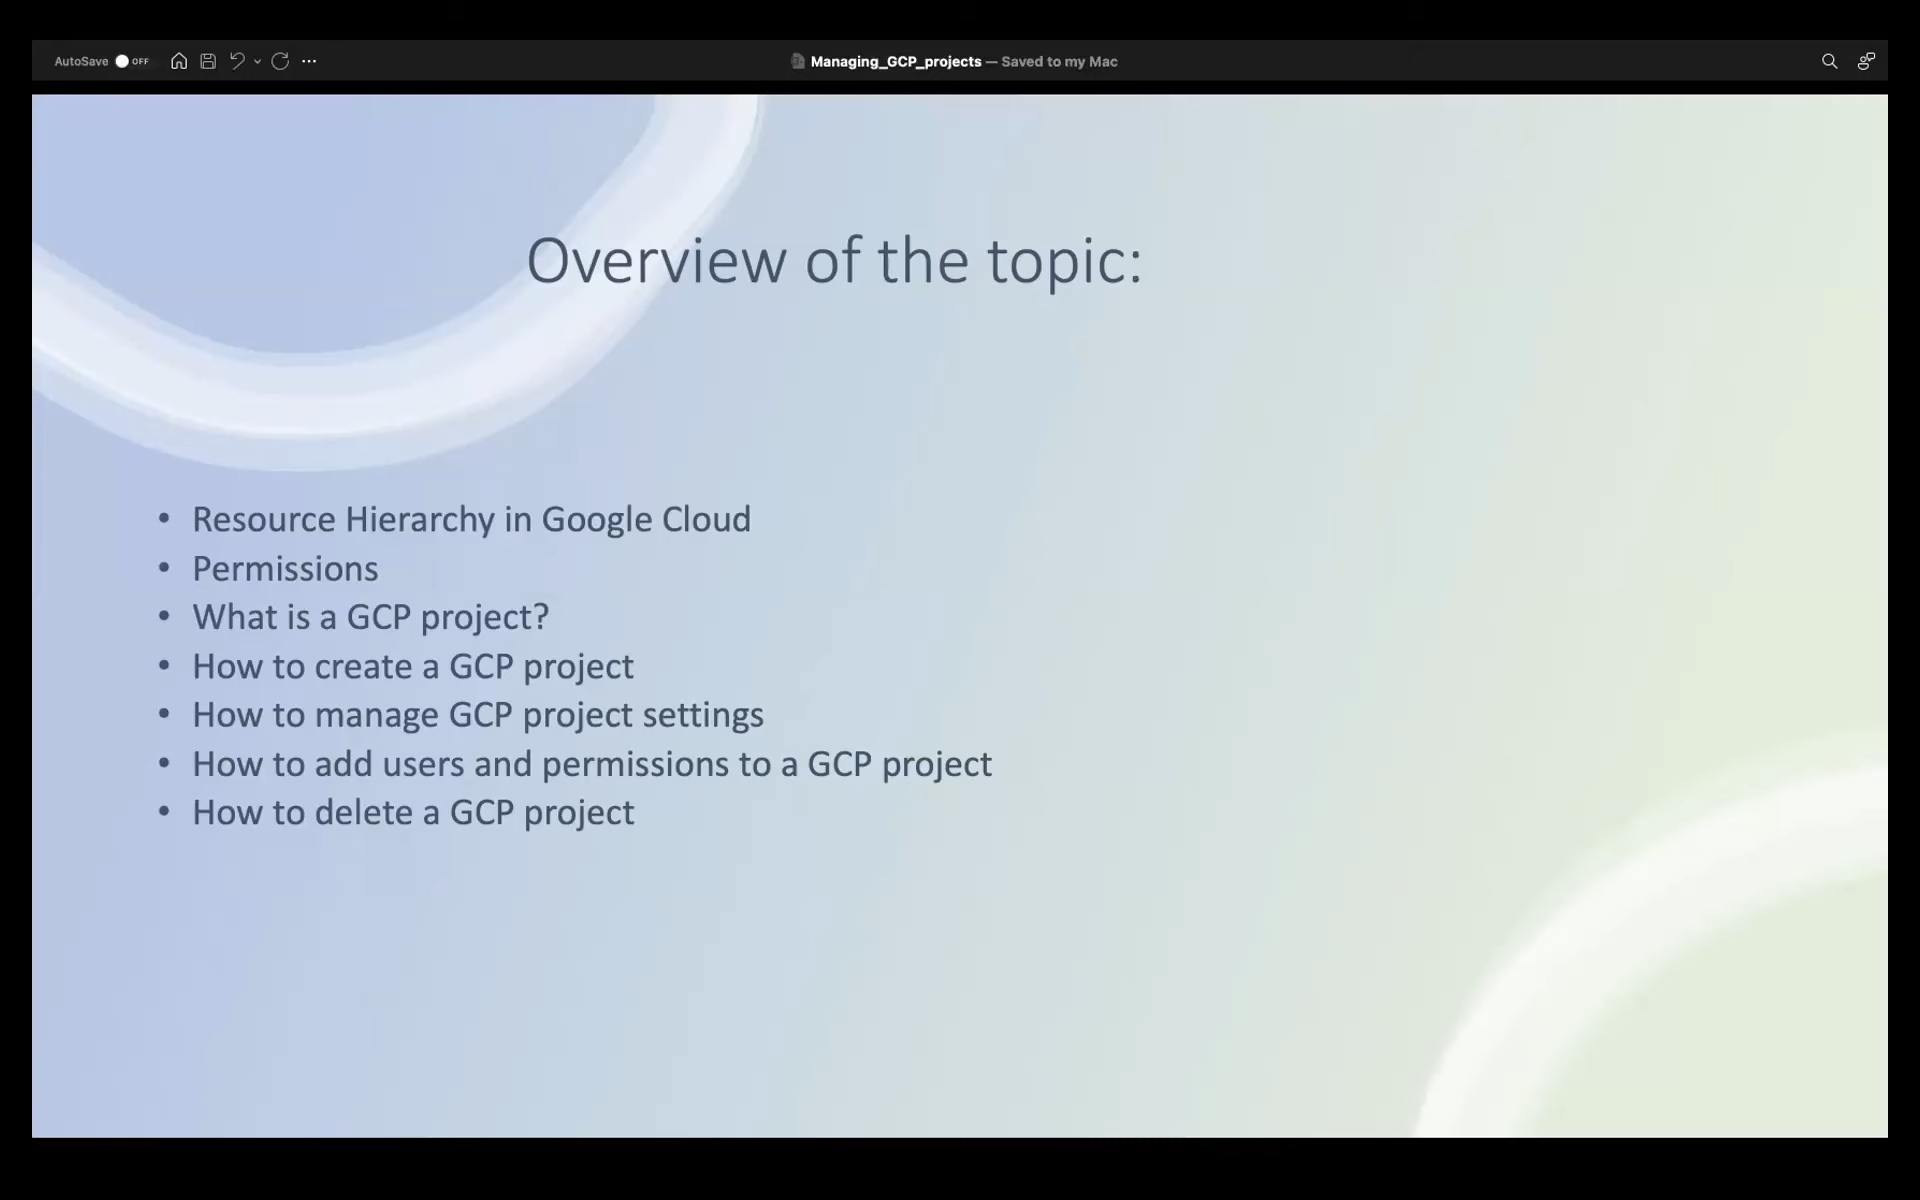 AutoSave OFF
Managing_GCP_projects — Saved to my Mac
Overview of the topic:
• Resource Hierarchy in Google Cloud
• Permissions
• What is a GCP project?
• How to create a GCP project
• How to manage GCP project settings
• How to add users and permissions to a GCP project
• How to delete a GCP project